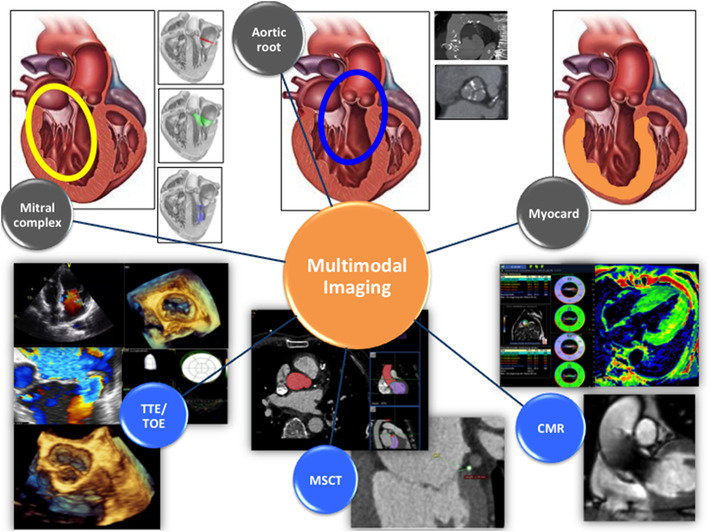 Aortic
root
Mitral
complex
Myocard
Multimodal
Imaging
TTE/
TOE
MSCT
CMR